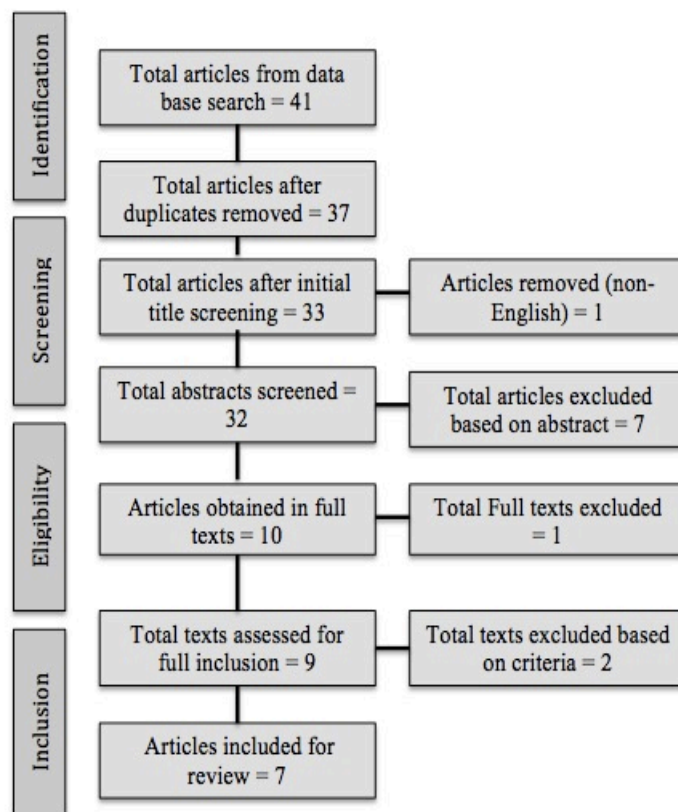 Identification
Total articles from data
base search = 41
Total articles after
duplicates removed = 37
Screening
Total articles after initial
title screening = 33
Articles removed (non-
English) = 1
Total abstracts screened =
32
Total articles excluded
based on abstract = 7
Eligibility
Articles obtained in full
texts = 10
Total Full texts excluded
= 1
Inclusion
Total texts assessed for
full inclusion = 9
Total texts excluded based
on criteria = 2
Articles included for
review = 7